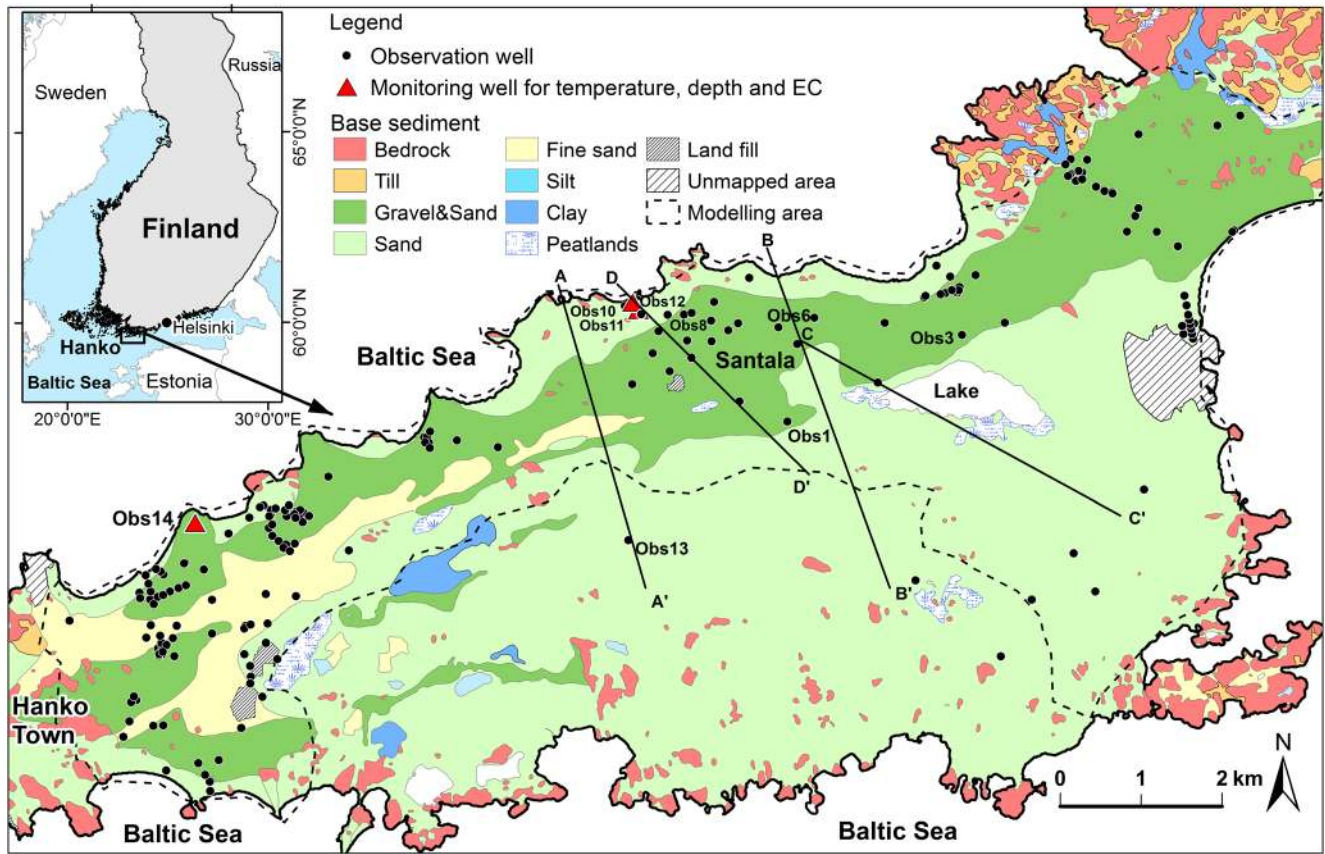 Sweden
Russia
Finland
Helsinki
Hanko
Baltic Sea
Estonia
65°0'0"N
60°0'0"N
20°0'0"E
30°0'0"E
Legend
Observation well
Monitoring well for temperature, depth and EC
Base sediment
Bedrock
Till
Gravel&Sand
Sand
Fine sand
Silt
Clay
Peatlands
Land fill
Unmapped area
Modelling area
B
A
D
Obs10
Obs12
Obs11
Obs8
Obs6
C
Obs3
Baltic Sea
Santala
Lake
Obs1
D'
C'
Obs14
Obs13
A'
B'
Hanko
Town
N
0 1 2 km
Baltic Sea
Baltic Sea